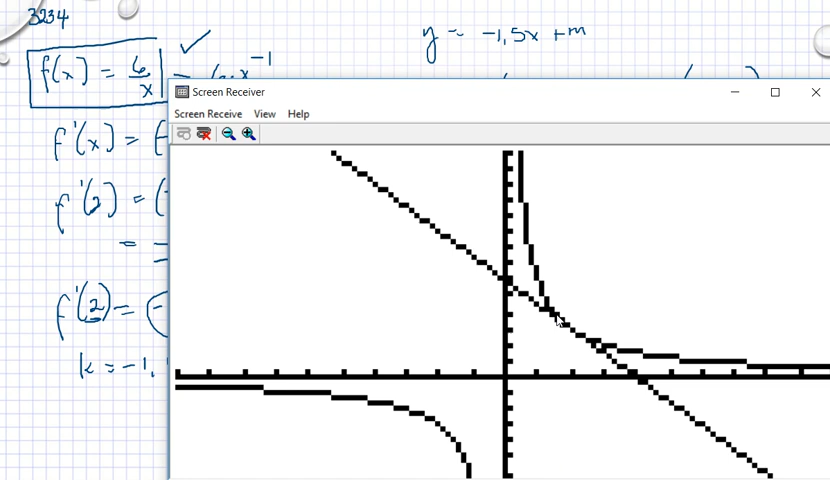 3234
f(x) = 6/x
y = -1,5x + m
Screen Receiver
Screen Receive View Help
f'(x) =
f'(2) =
=
f'(2) =
k = -1,